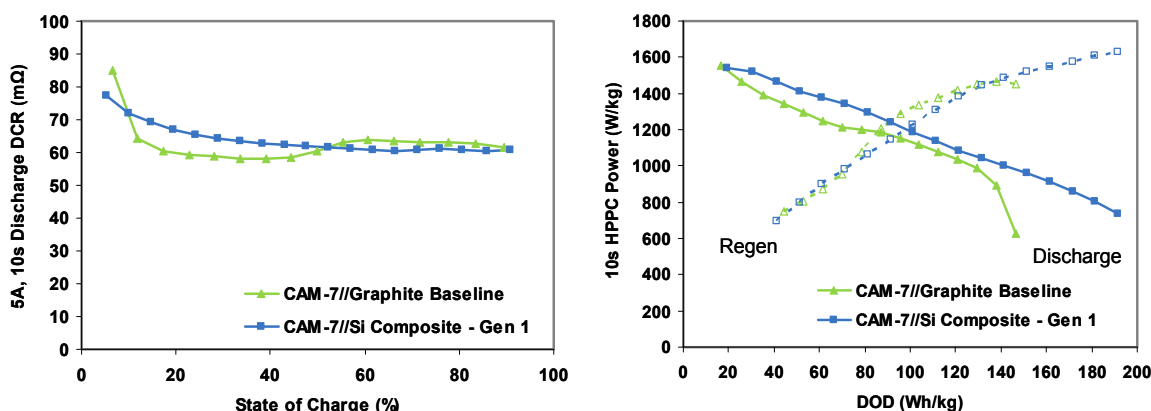 5A, 10s Discharge DCR (mΩ)
100
90
80
70
60
50
40
30
20
10
0
0 20 40 60 80 100
State of Charge (%)
CAM-7//Graphite Baseline
CAM-7//Si Composite - Gen 1
10s HPPC Power (W/kg)
1800
1600
1400
1200
1000
800
600
400
200
0
0 20 40 60 80 100 120 140 160 180 200
DOD (Wh/kg)
Regen
Discharge
CAM-7//Graphite Baseline
CAM-7//Si Composite - Gen 1